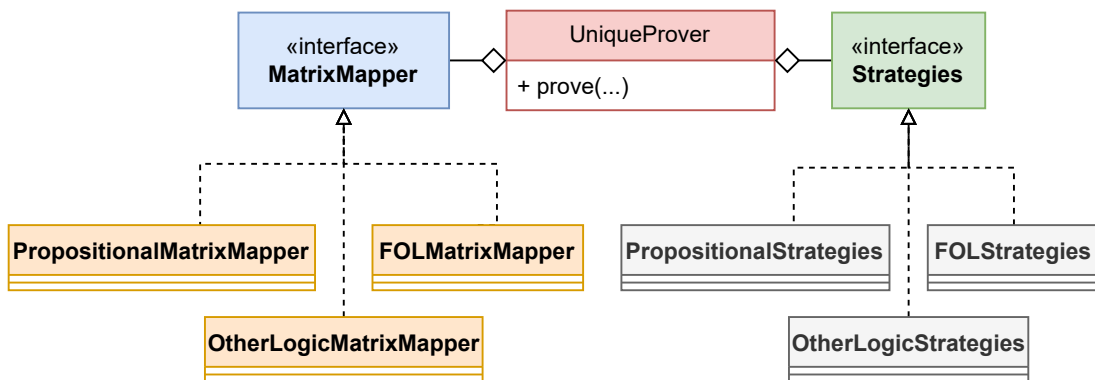 «interface»
MatrixMapper
UniqueProver
+ prove(...)
«interface»
Strategies
PropositionalMatrixMapper
FOLMatrixMapper
OtherLogicMatrixMapper
PropositionalStrategies
FOLStrategies
OtherLogicStrategies